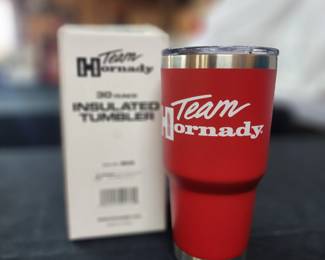 Team
Hornady
30 OUNCE
INSULATED
TUMBLER
Team
Hornady